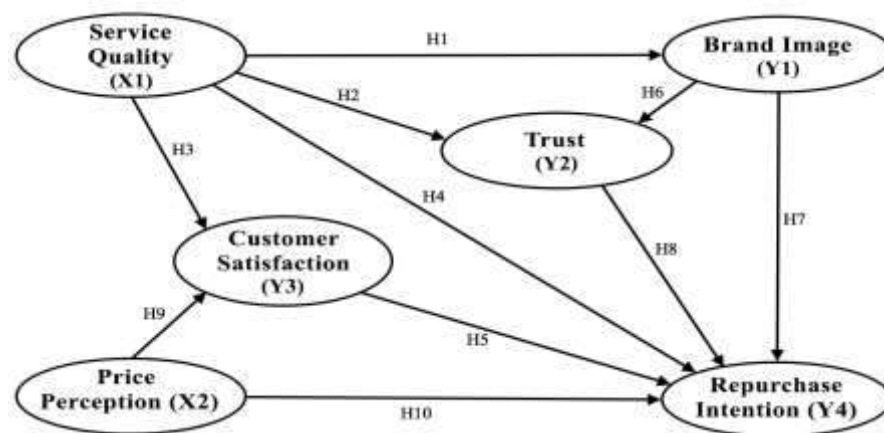 Service
Quality
(X1)
H1
Brand Image
(Y1)
H2
H6
Trust
(Y2)
H3
H4
H7
Customer
Satisfaction
(Y3)
H8
H9
H5
Price
Perception (X2)
H10
Repurchase
Intention (Y4)